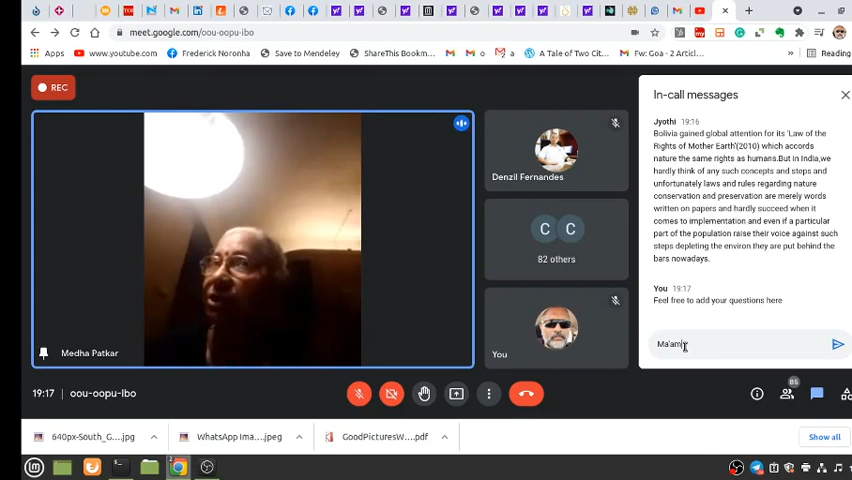 meet.google.com/oou-oopu-ibo
Apps
www.youtube.com
Frederick Noronha
Save to Mendeley
ShareThis Bookm...
o
a
A Tale of Two Cit...
Fw: Goa - 2 Articl...
»
Reading
REC
In-call messages
Jyothi 19:16
Bolivia gained global attention for its 'Law of the
Rights of Mother Earth'(2010) which accords
nature the same rights as humans.But in India,we
hardly think of any such concepts and steps and
unfortunately laws and rules regarding nature
conservation and preservation are merely words
written on papers and hardly succeed when it
comes to implementation and even if a particular
part of the population raise their voice against such
steps depleting the environ they are put behind the
bars nowadays.
You 19:17
Feel free to add your questions here
Ma'am
Denzil Fernandes
C C
82 others
You
Medha Patkar
19:17 oou-oopu-ibo
85
640px-South_G....jpg
WhatsApp Ima....jpeg
GoodPicturesW....pdf
Show all